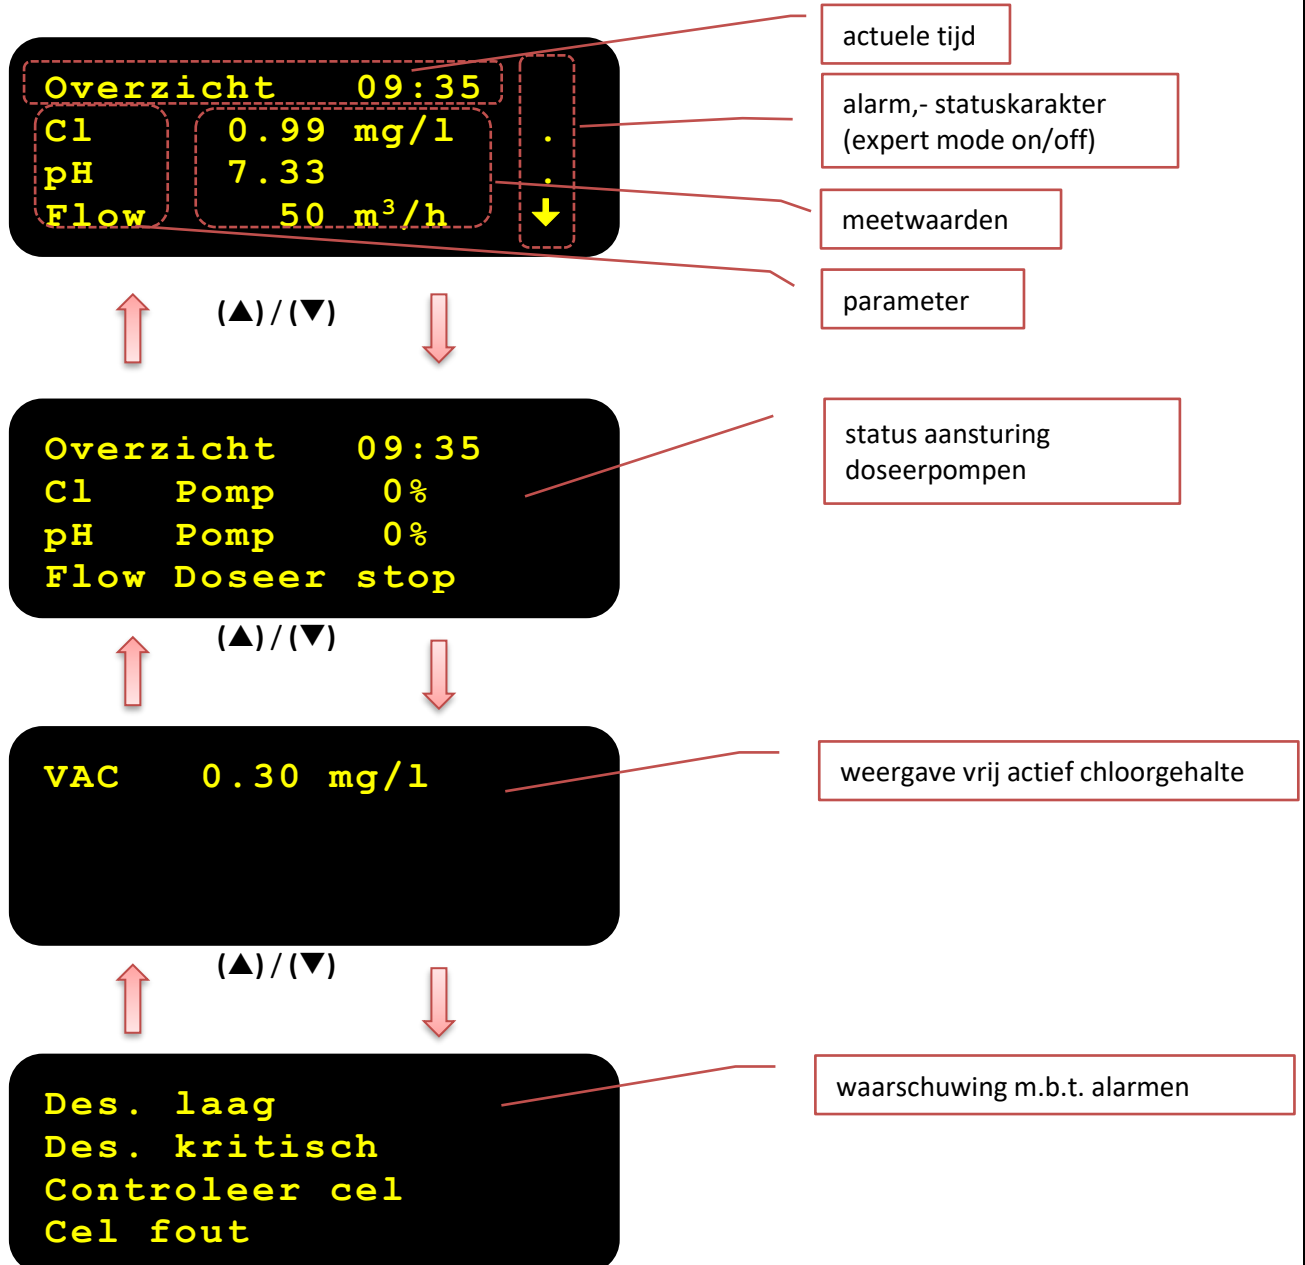 Overzicht 09:35
Cl 0.99 mg/l .
pH 7.33 .
Flow 50 m³/h ↓
actuele tijd
alarm,- statuskarakter
(expert mode on/off)
meetwaarden
parameter
(▲) / (▼)
Overzicht 09:35
Cl Pomp 0%
pH Pomp 0%
Flow Doseer stop
status aansturing
doseerpompen
(▲) / (▼)
VAC 0.30 mg/l
weergave vrij actief chloorgehalte
(▲) / (▼)
Des. laag
Des. kritisch
Controleer cel
Cel fout
waarschuwing m.b.t. alarmen